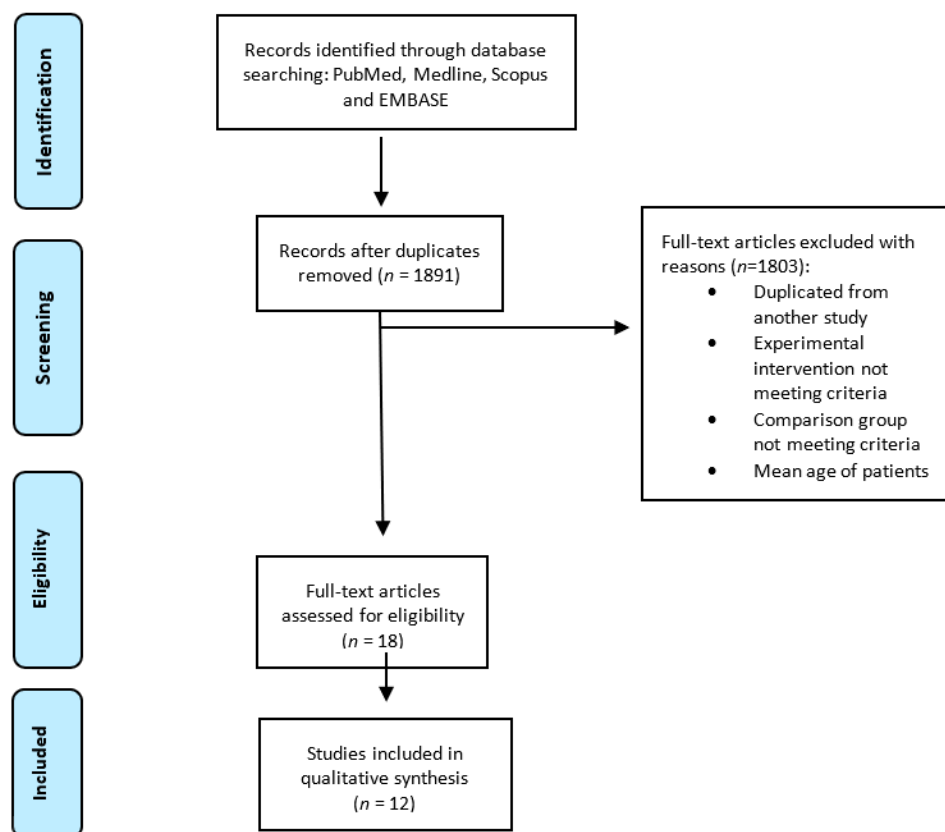 Identification
Records identified through database
searching: PubMed, Medline, Scopus
and EMBASE
Screening
Records after duplicates
removed (n = 1891)
Full-text articles excluded with
reasons (n=1803):
• Duplicated from
another study
• Experimental
intervention not
meeting criteria
• Comparison group
not meeting criteria
• Mean age of patients
Eligibility
Full-text articles
assessed for eligibility
(n = 18)
Included
Studies included in
qualitative synthesis
(n = 12)